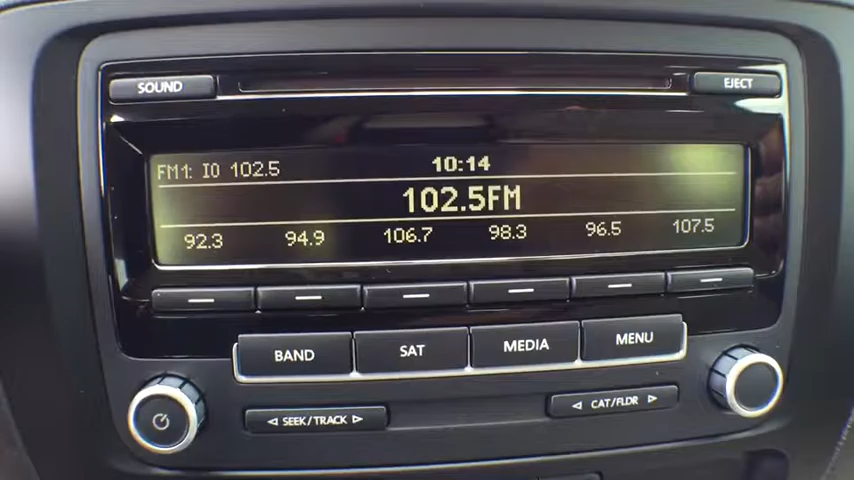 SOUND
EJECT
FM1: IO 102.5
10:14
102.5FM
92.3 94.9 106.7 98.3 96.5 107.5
BAND SAT MEDIA MENU
SEEK/TRACK
CAT/FLDR